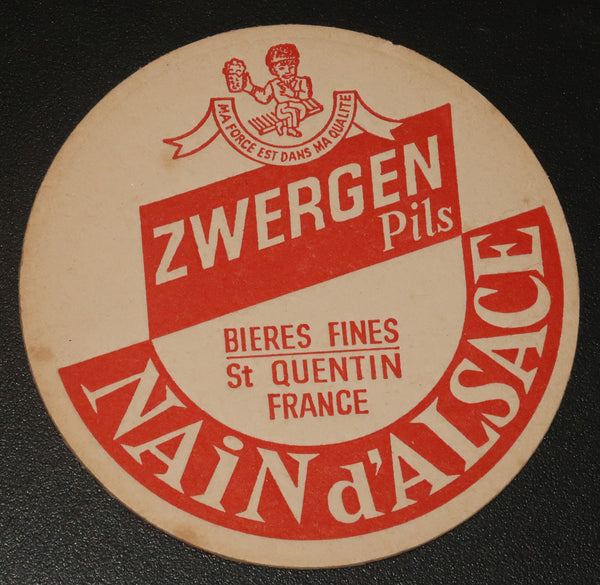 MA FORCE EST DANS MA QUALITE
ZWERGEN
Pils
BIERES FINES
St QUENTIN
FRANCE
NAiN d'ALSACE